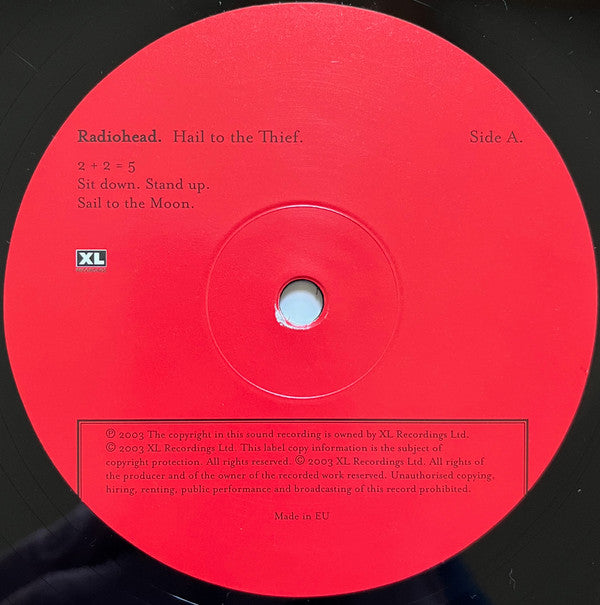 Radiohead. Hail to the Thief. Side A.
2 + 2 = 5
Sit down. Stand up.
Sail to the Moon.
XL
℗ 2003 The copyright in this sound recording is owned by XL Recordings Ltd.
© 2003 XL Recordings Ltd. This label copy information is the subject of
copyright protection. All rights reserved. © 2003 XL Recordings Ltd. All rights of
the producer and of the owner of the recorded work reserved. Unauthorised copying,
hiring, renting, public performance and broadcasting of this record prohibited.
Made in EU